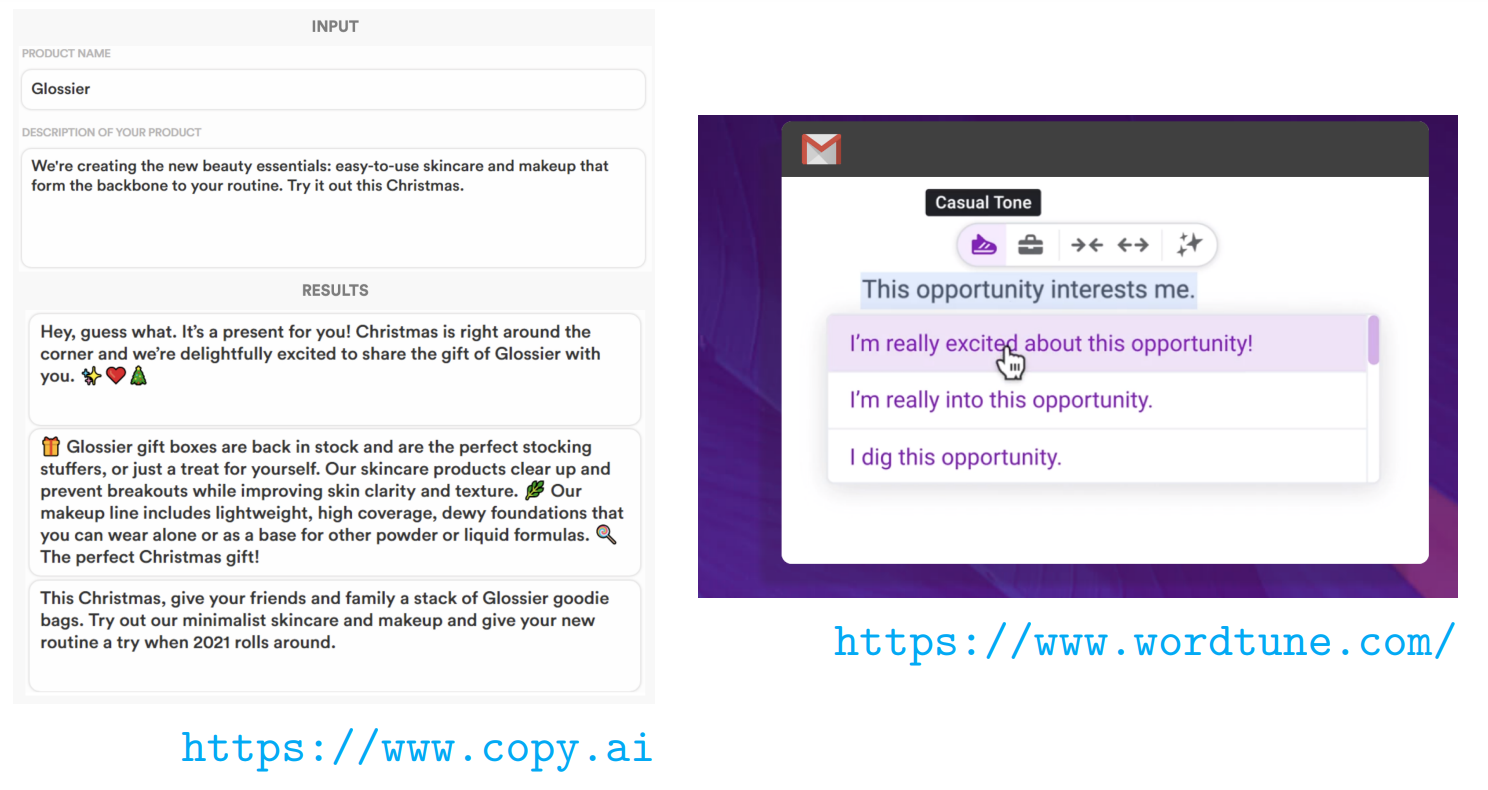 INPUT
PRODUCT NAME
Glossier
DESCRIPTION OF YOUR PRODUCT
We're creating the new beauty essentials: easy-to-use skincare and makeup that
form the backbone to your routine. Try it out this Christmas.
RESULTS
Hey, guess what. It's a present for you! Christmas is right around the
corner and we're delightfully excited to share the gift of Glossier with
you. ✨❤️🎄
🎁 Glossier gift boxes are back in stock and are the perfect stocking
stuffers, or just a treat for yourself. Our skincare products clear up and
prevent breakouts while improving skin clarity and texture. 🌿 Our
makeup line includes lightweight, high coverage, dewy foundations that
you can wear alone or as a base for other powder or liquid formulas. 🍭
The perfect Christmas gift!
This Christmas, give your friends and family a stack of Glossier goodie
bags. Try out our minimalist skincare and makeup and give your new
routine a try when 2021 rolls around.
https://www.copy.ai
Casual Tone
This opportunity interests me.
I'm really excited about this opportunity!
I'm really into this opportunity.
I dig this opportunity.
https://www.wordtune.com/